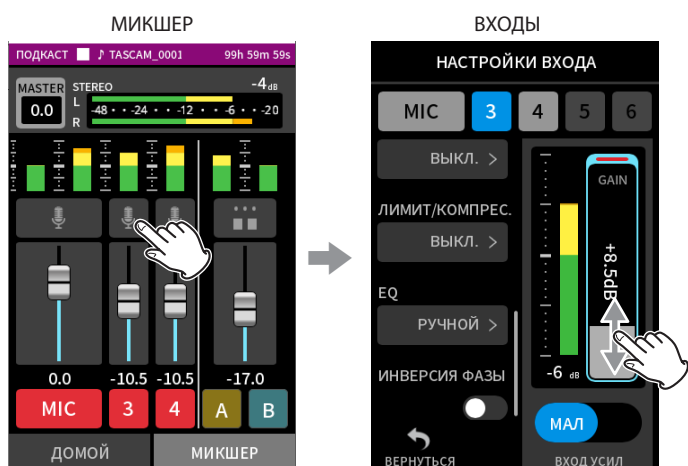 МИКШЕР
ПОДКАСТ ♪ TASCAM_0001 99h 59m 59s
MASTER STEREO -4dB
0.0
L -48 · · -24 · · -12 · · · -6 · · · -20
R
0.0 -10.5 -10.5 -17.0
MIC 3 4 A B
ДОМОЙ МИКШЕР
ВХОДЫ
НАСТРОЙКИ ВХОДА
MIC 3 4 5 6
ВЫКЛ. >
ЛИМИТ/КОМПРЕС.
ВЫКЛ. >
EQ
РУЧНОЙ >
ИНВЕРСИЯ ФАЗЫ
ВЕРНУТЬСЯ
GAIN
+8.5dB
-6 dB
МАЛ
ВХОД УСИЛ